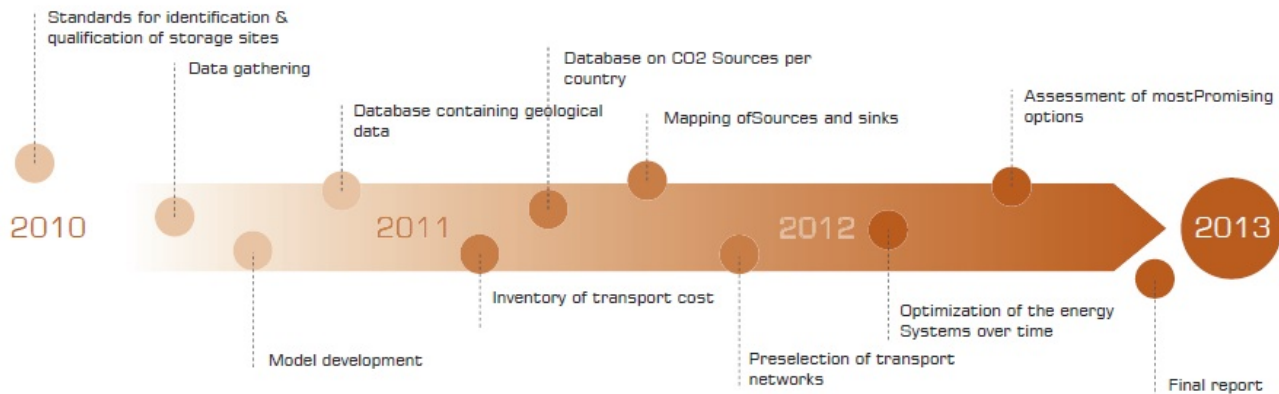 Standards for identification &
qualification of storage sites
Data gathering
Database containing geological
data
Database on CO2 Sources per
country
Mapping ofSources and sinks
Assessment of mostPromising
options
2010
2011
2012
2013
Inventory of transport cost
Model development
Preselection of transport
networks
Optimization of the energy
Systems over time
Final report